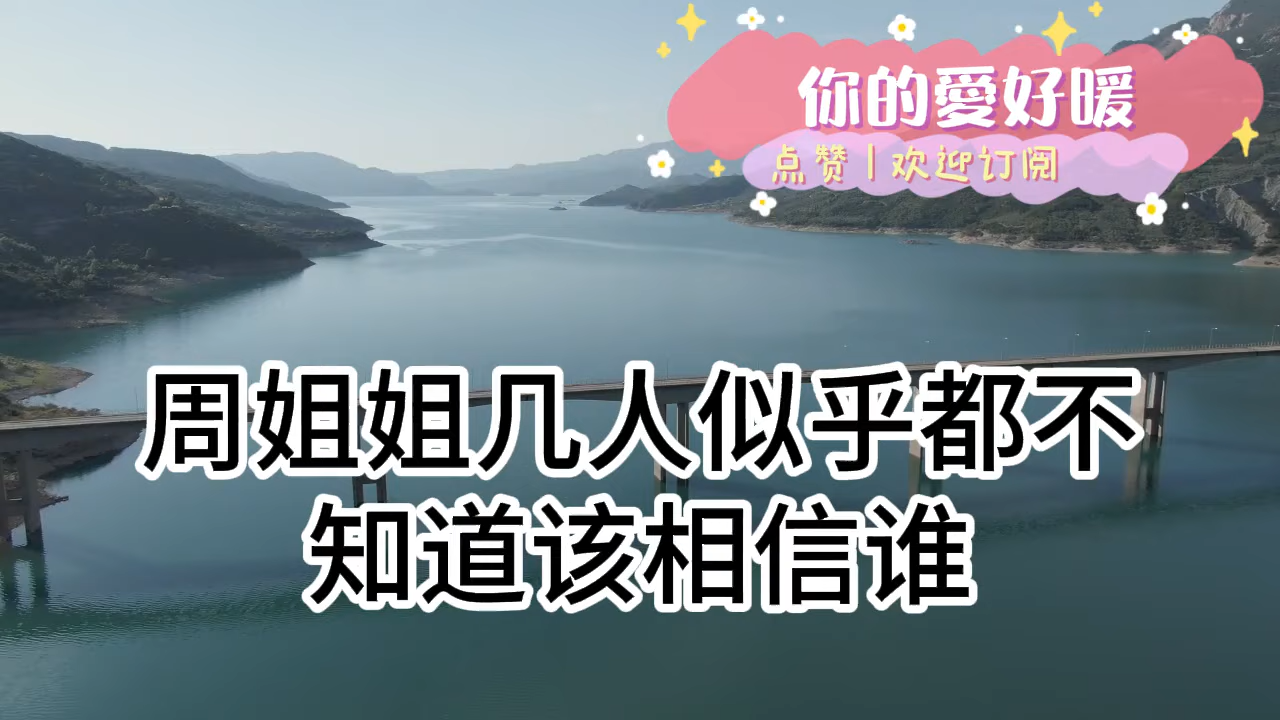 你的愛好暖
点赞 | 欢迎订阅
周姐姐几人似乎都不
知道该相信谁